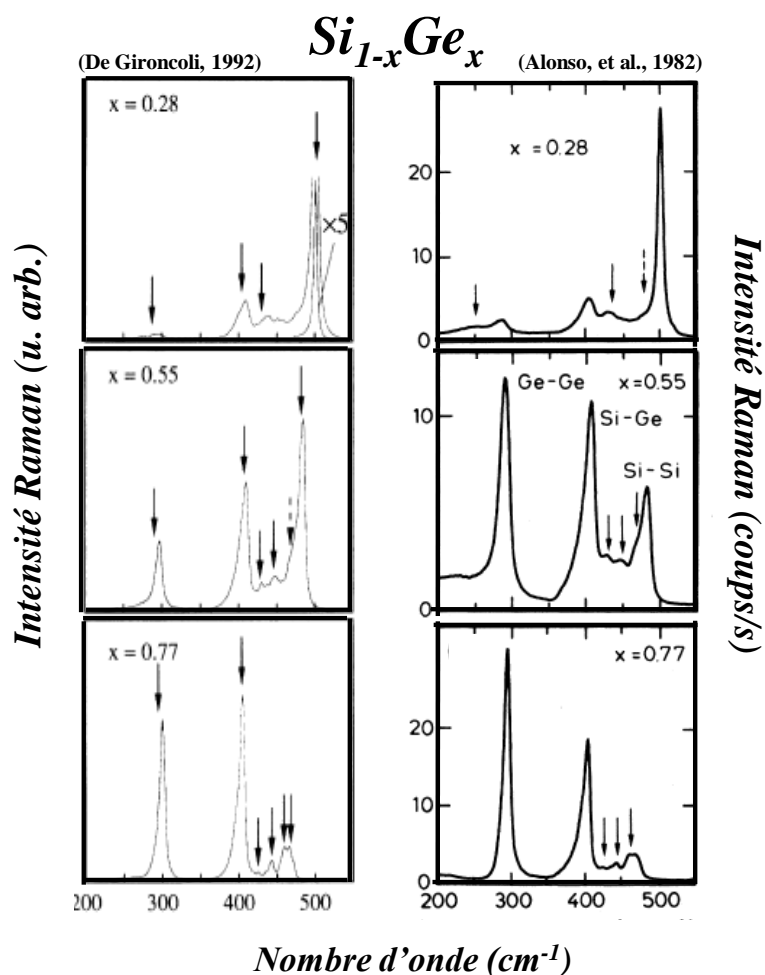 Si1-xGex
(De Gironcoli, 1992)
(Alonso, et al., 1982)
Intensité Raman (u. arb.)
x = 0.28
×5
x = 0.55
x = 0.77
200 300 400 500
20
10
0
x = 0.28
10
0
Ge-Ge
x=0.55
Si-Ge
Si-Si
20
10
0
x=0.77
200 300 400 500
Intensité Raman (coups/s)
Nombre d'onde (cm-1)